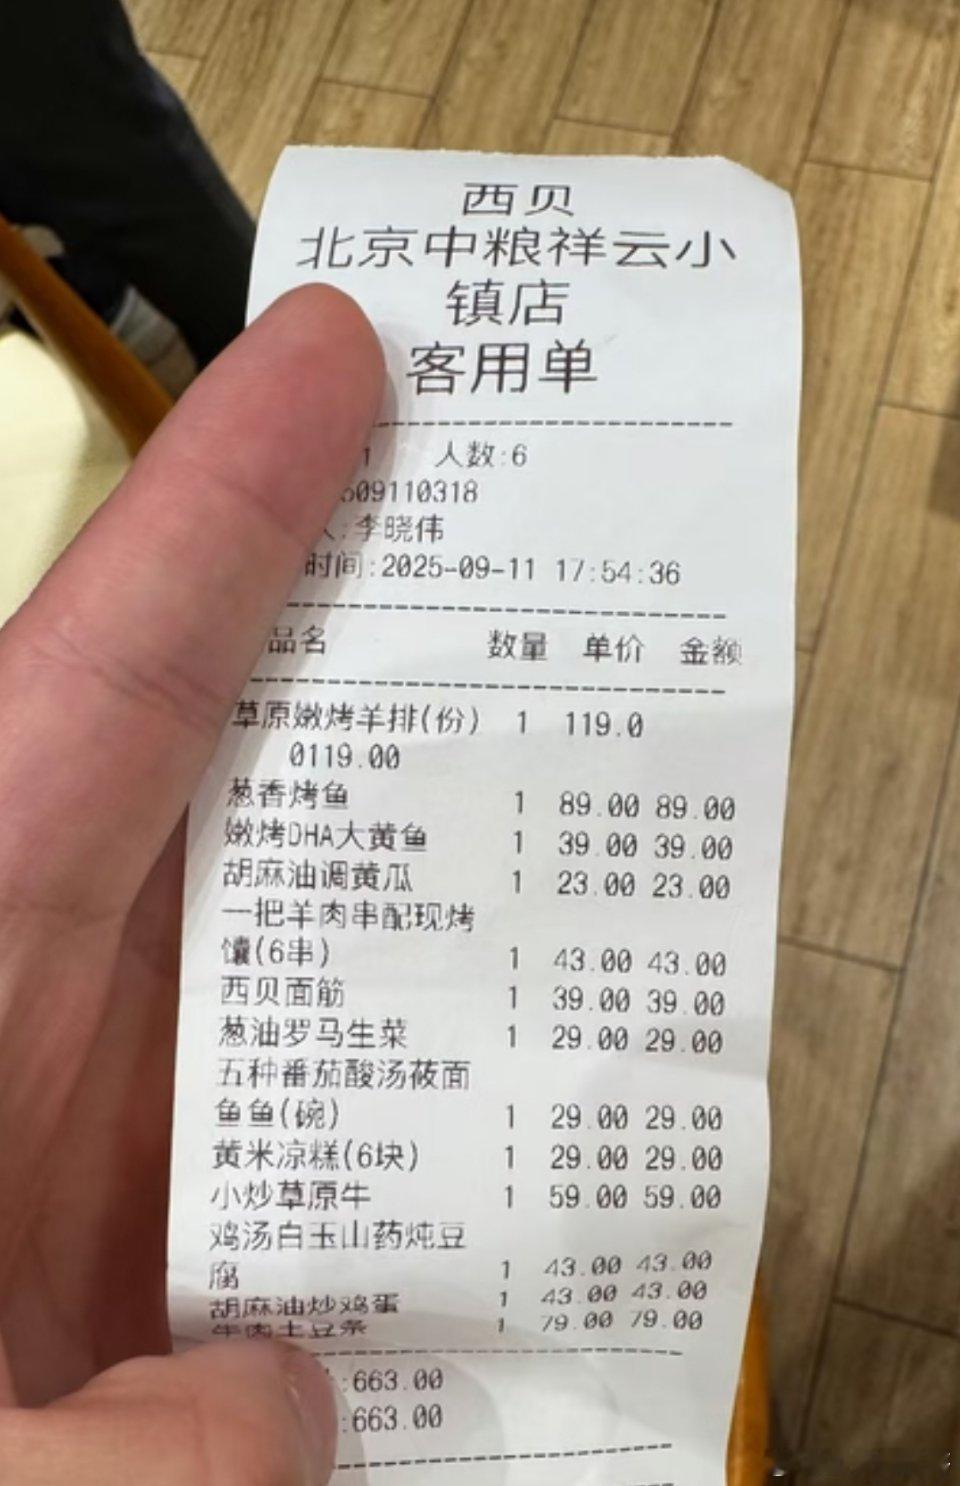 西贝
北京中粮祥云小
镇店
客用单
1 人数:6
509110318
人:李晓伟
时间:2025-09-11 17:54:36
品名 数量 单价 金额
草原嫩烤羊排(份) 1 119.0
0119.00
葱香烤鱼 1 89.00 89.00
嫩烤DHA大黄鱼 1 39.00 39.00
胡麻油调黄瓜 1 23.00 23.00
一把羊肉串配现烤
馕(6串) 1 43.00 43.00
西贝面筋 1 39.00 39.00
葱油罗马生菜 1 29.00 29.00
五种番茄酸汤莜面
鱼鱼(碗) 1 29.00 29.00
黄米凉糕(6块) 1 29.00 29.00
小炒草原牛 1 59.00 59.00
鸡汤白玉山药炖豆
腐 1 43.00 43.00
胡麻油炒鸡蛋 1 43.00 43.00
牛肉土豆条 1 79.00 79.00
:663.00
:663.00